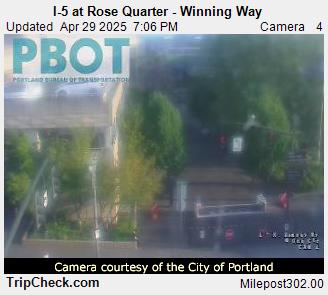 I-5 at Rose Quarter - Winning Way
Updated Apr 29 2025 7:06 PM Camera 4
PBOT
PORTLAND BUREAU OF TRANSPORTATION
Camera courtesy of the City of Portland
TripCheck.com Milepost302.00